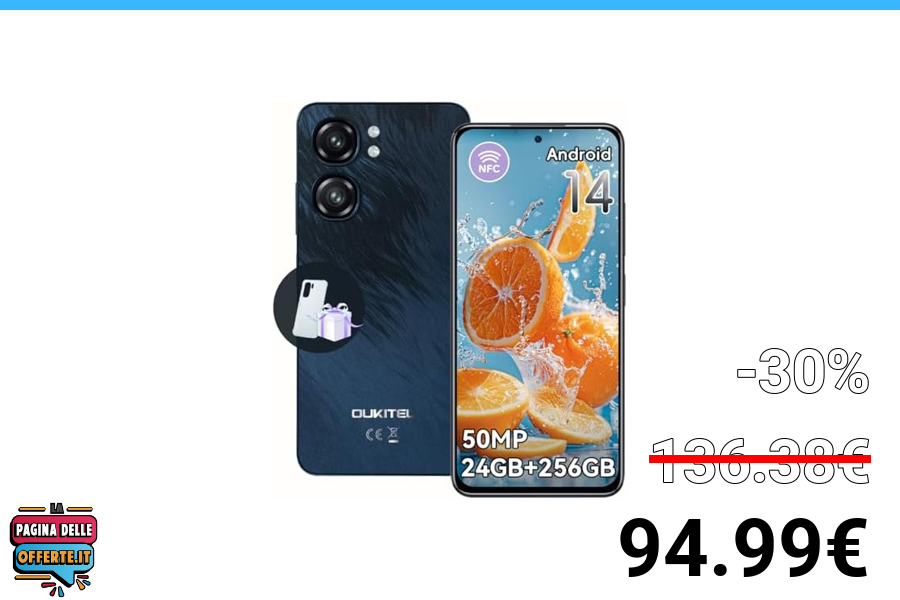 NFC
Android
14
OUKITEL
CE
50MP
24GB+256GB
-30%
136.38€
94.99€
LA
PAGINA DELLE
OFFERTE.IT